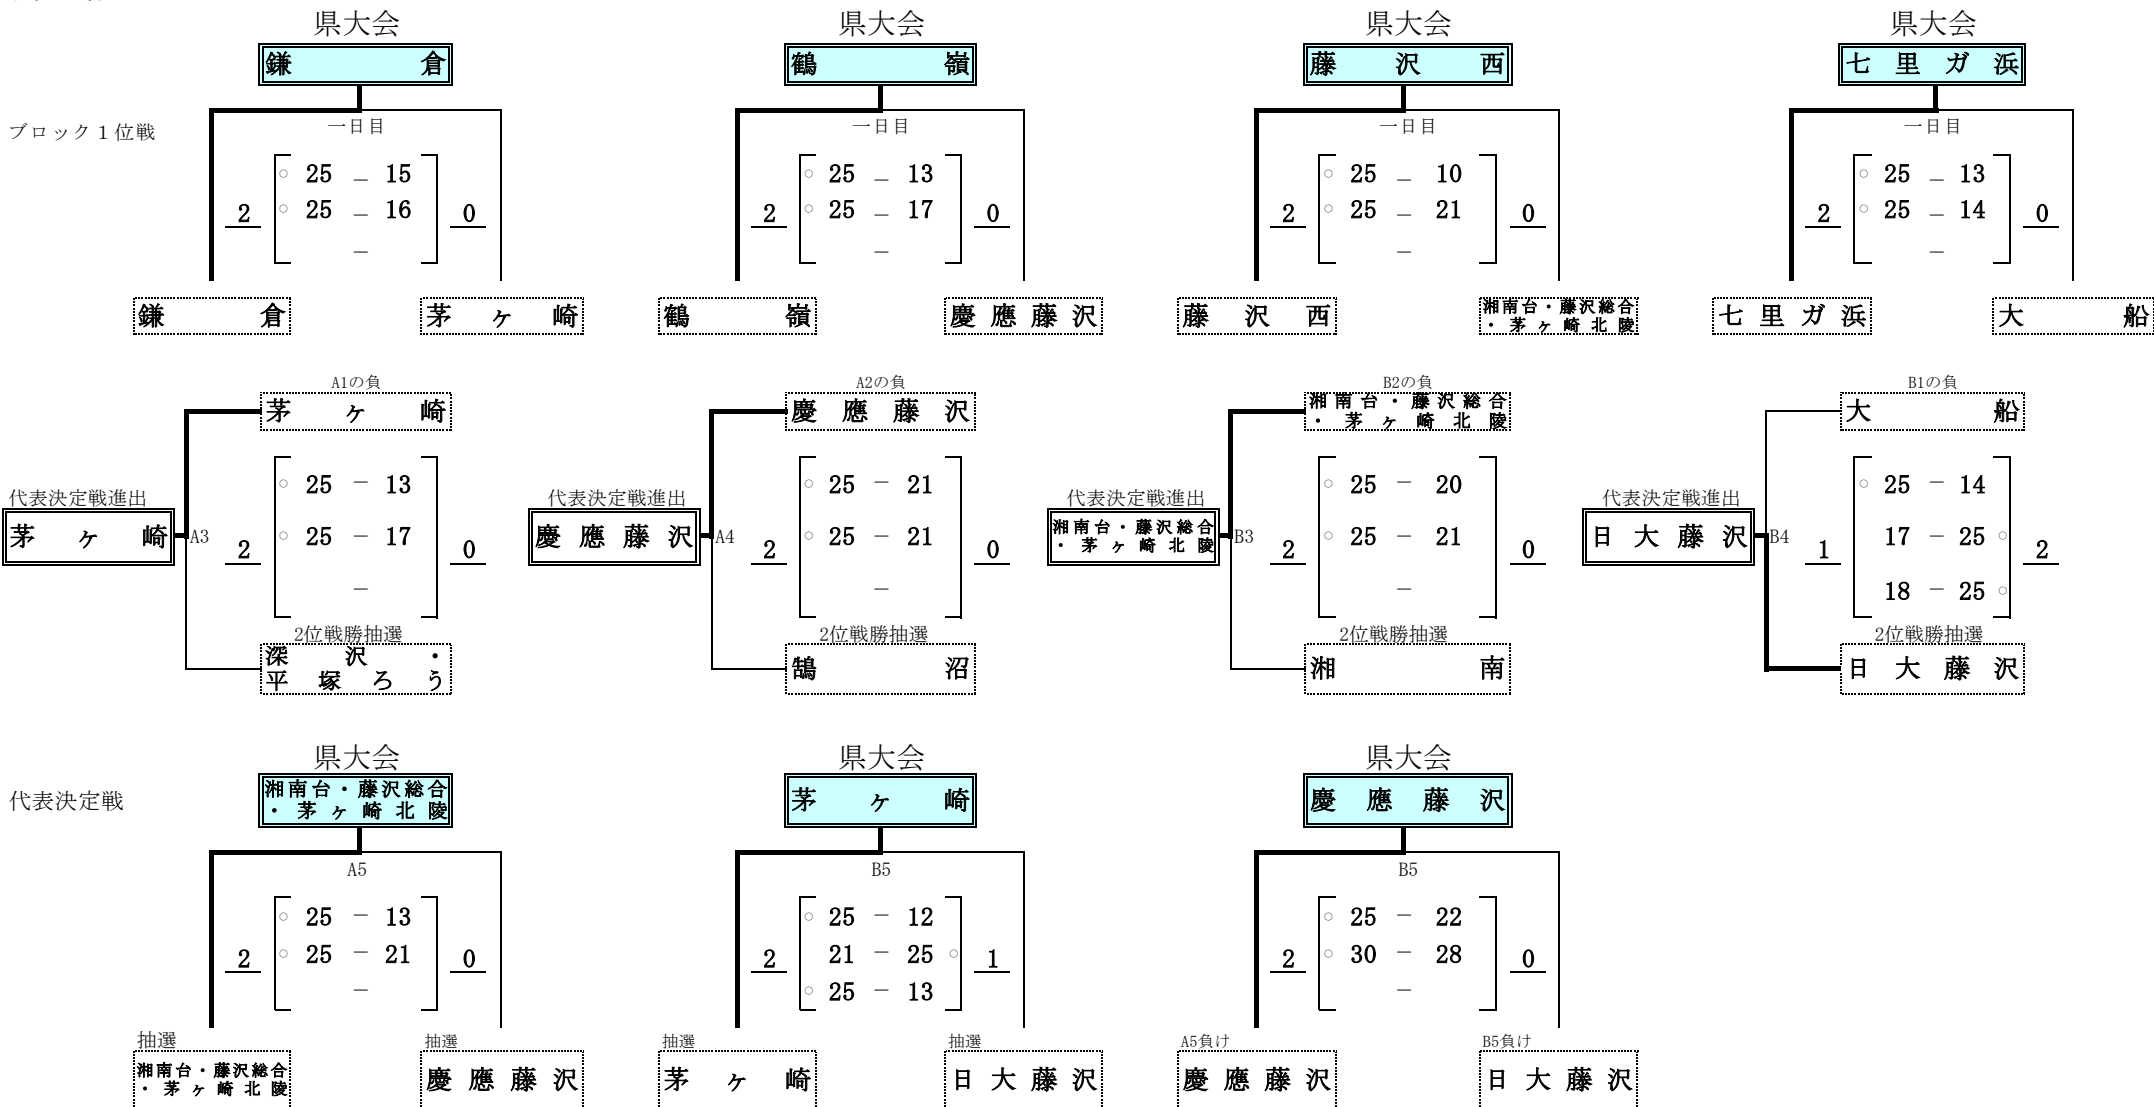 県大会 県大会 県大会 県大会
鎌倉 鶴嶺 藤沢西 七里ガ浜
ブロック１位戦 一日目 一日目 一日目 一日目
○ 25 － 15 ○ 25 － 13 ○ 25 － 10 ○ 25 － 13
2 ○ 25 － 16 0 2 ○ 25 － 17 0 2 ○ 25 － 21 0 2 ○ 25 － 14 0
－ － － －
鎌倉 茅ヶ崎 鶴嶺 慶應藤沢 藤沢西 湘南台・藤沢総合 七里ガ浜 大船
・茅ヶ崎北陵
A1の負 A2の負 B2の負 B1の負
茅ヶ崎 慶應藤沢 湘南台・藤沢総合 大船
・茅ヶ崎北陵
○ 25 － 13 ○ 25 － 21 ○ 25 － 20 ○ 25 － 14
代表決定戦進出 代表決定戦進出 代表決定戦進出 代表決定戦進出
茅ヶ崎 A3 2 ○ 25 － 17 0 慶應藤沢 A4 2 ○ 25 － 21 0 湘南台・藤沢総合 B3 2 ○ 25 － 21 0 日大藤沢 B4 1 17 － 25 ○ 2
・茅ヶ崎北陵
－ － － 18 － 25 ○
2位戦勝抽選 2位戦勝抽選 2位戦勝抽選 2位戦勝抽選
深沢・ 鵠沼 湘南 日大藤沢
平塚ろう
県大会 県大会 県大会
代表決定戦 湘南台・藤沢総合 茅ヶ崎 慶應藤沢
・茅ヶ崎北陵
A5 B5 B5
○ 25 － 13 ○ 25 － 12 ○ 25 － 22
2 ○ 25 － 21 0 2 21 － 25 ○ 1 2 ○ 30 － 28 0
－ ○ 25 － 13 －
抽選 抽選 抽選 抽選 A5負け B5負け
湘南台・藤沢総合 慶應藤沢 茅ヶ崎 日大藤沢 慶應藤沢 日大藤沢
・茅ヶ崎北陵